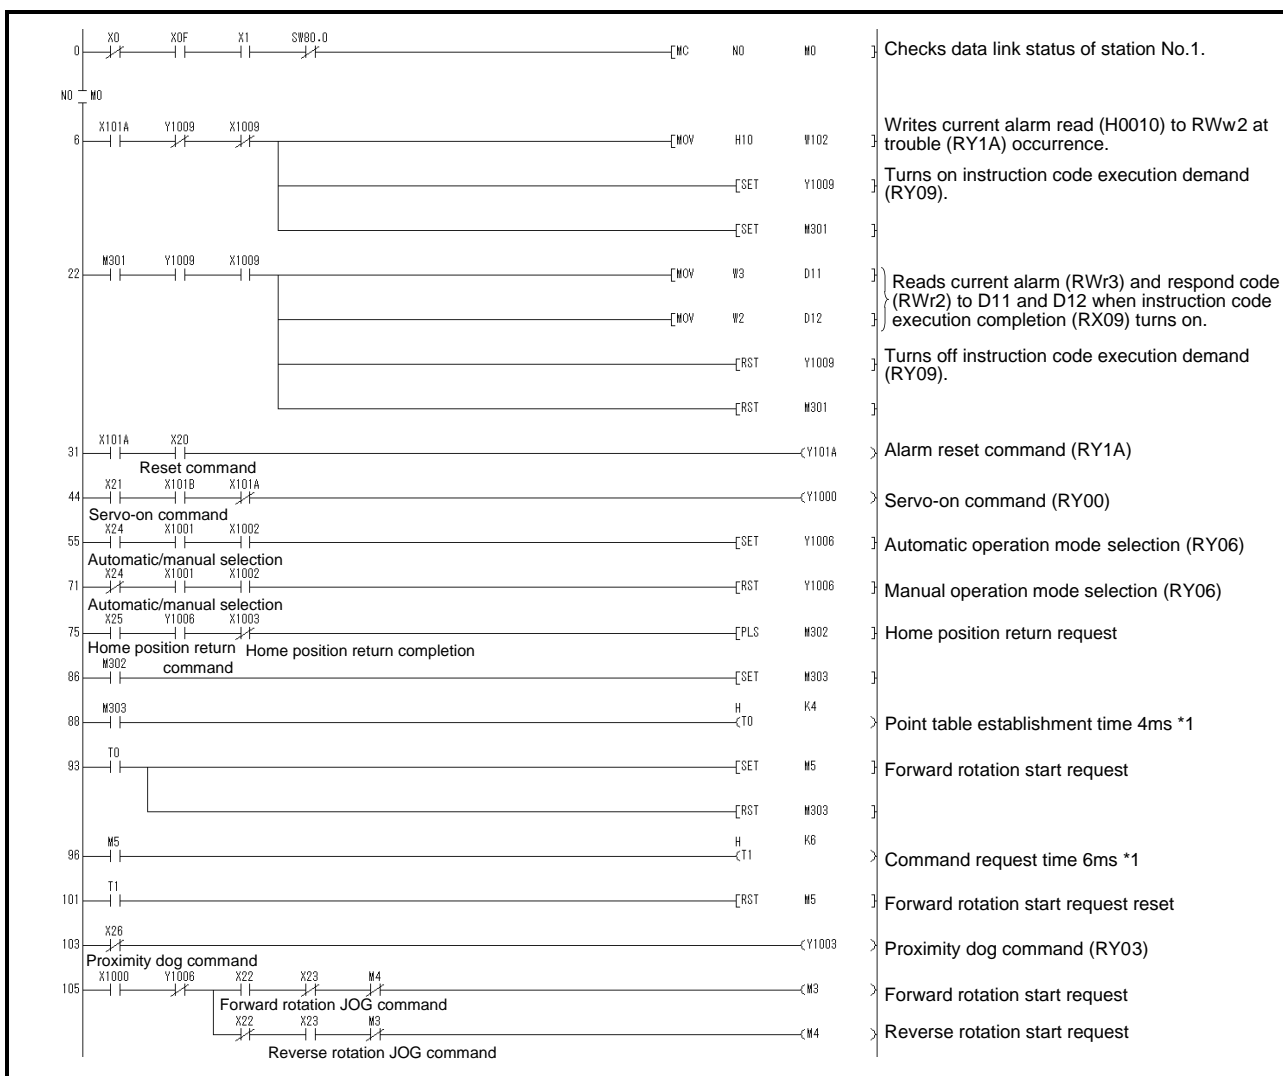 X0 X0F X1 SW80.0
0 [MC N0 M0 ] Checks data link status of station No.1.
N0 M0
X101A Y1009 X1009
6 [MOV H10 W102 ] Writes current alarm read (H0010) to RWw2 at
trouble (RY1A) occurrence.
[SET Y1009 ] Turns on instruction code execution demand
(RY09).
[SET M301 ]
M301 Y1009 X1009
22 [MOV W3 D11 ] Reads current alarm (RWr3) and respond code
[MOV W2 D12 ] (RWr2) to D11 and D12 when instruction code
execution completion (RX09) turns on.
[RST Y1009 ] Turns off instruction code execution demand
(RY09).
[RST M301 ]
X101A X20
31 (Y101A ) Alarm reset command (RY1A)
Reset command
X21 X101B X101A
44 (Y1000 ) Servo-on command (RY00)
Servo-on command
X24 X1001 X1002
55 [SET Y1006 ] Automatic operation mode selection (RY06)
Automatic/manual selection
X24 X1001 X1002
71 [RST Y1006 ] Manual operation mode selection (RY06)
Automatic/manual selection
X25 Y1006 X1003
75 [PLS M302 ] Home position return request
Home position return command Home position return completion
M302
86 [SET M303 ]
M303 H K4
88 (T0 ) Point table establishment time 4ms *1
T0
93 [SET M5 ] Forward rotation start request
[RST M303 ]
M5 H K6
96 (T1 ) Command request time 6ms *1
T1
101 [RST M5 ] Forward rotation start request reset
X26
103 (Y1003 ) Proximity dog command (RY03)
Proximity dog command
X1000 Y1006 X22 X23 M4
105 (M3 ) Forward rotation start request
Forward rotation JOG command
X22 X23 M3
(M4 ) Reverse rotation start request
Reverse rotation JOG command